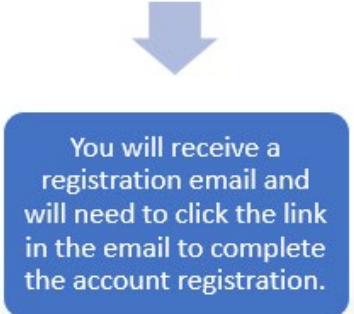 You will receive a
registration email and
will need to click the link
in the email to complete
the account registration.